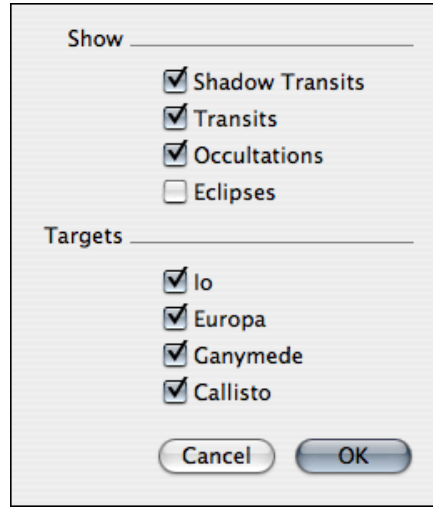 Show
Shadow Transits
Transits
Occultations
Eclipses
Targets
Io
Europa
Ganymede
Callisto
Cancel OK